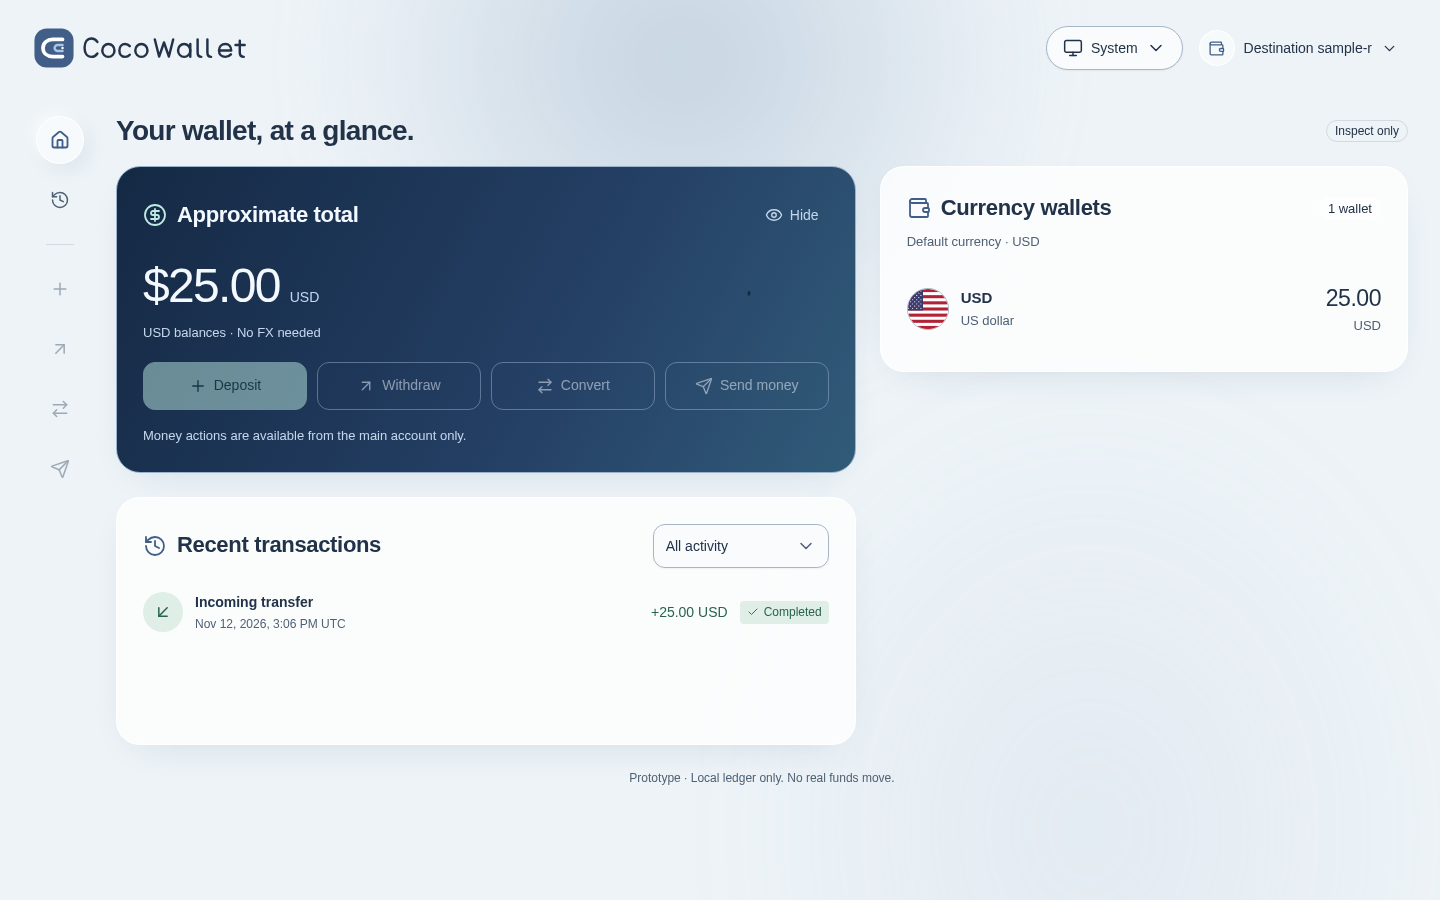 CocoWallet
System
Destination sample-r
Your wallet, at a glance.
Inspect only
Approximate total
Hide
$25.00 USD
USD balances · No FX needed
Deposit
Withdraw
Convert
Send money
Money actions are available from the main account only.
Currency wallets
1 wallet
Default currency · USD
USD
US dollar
25.00
USD
Recent transactions
All activity
Incoming transfer
Nov 12, 2026, 3:06 PM UTC
+25.00 USD
Completed
Prototype · Local ledger only. No real funds move.